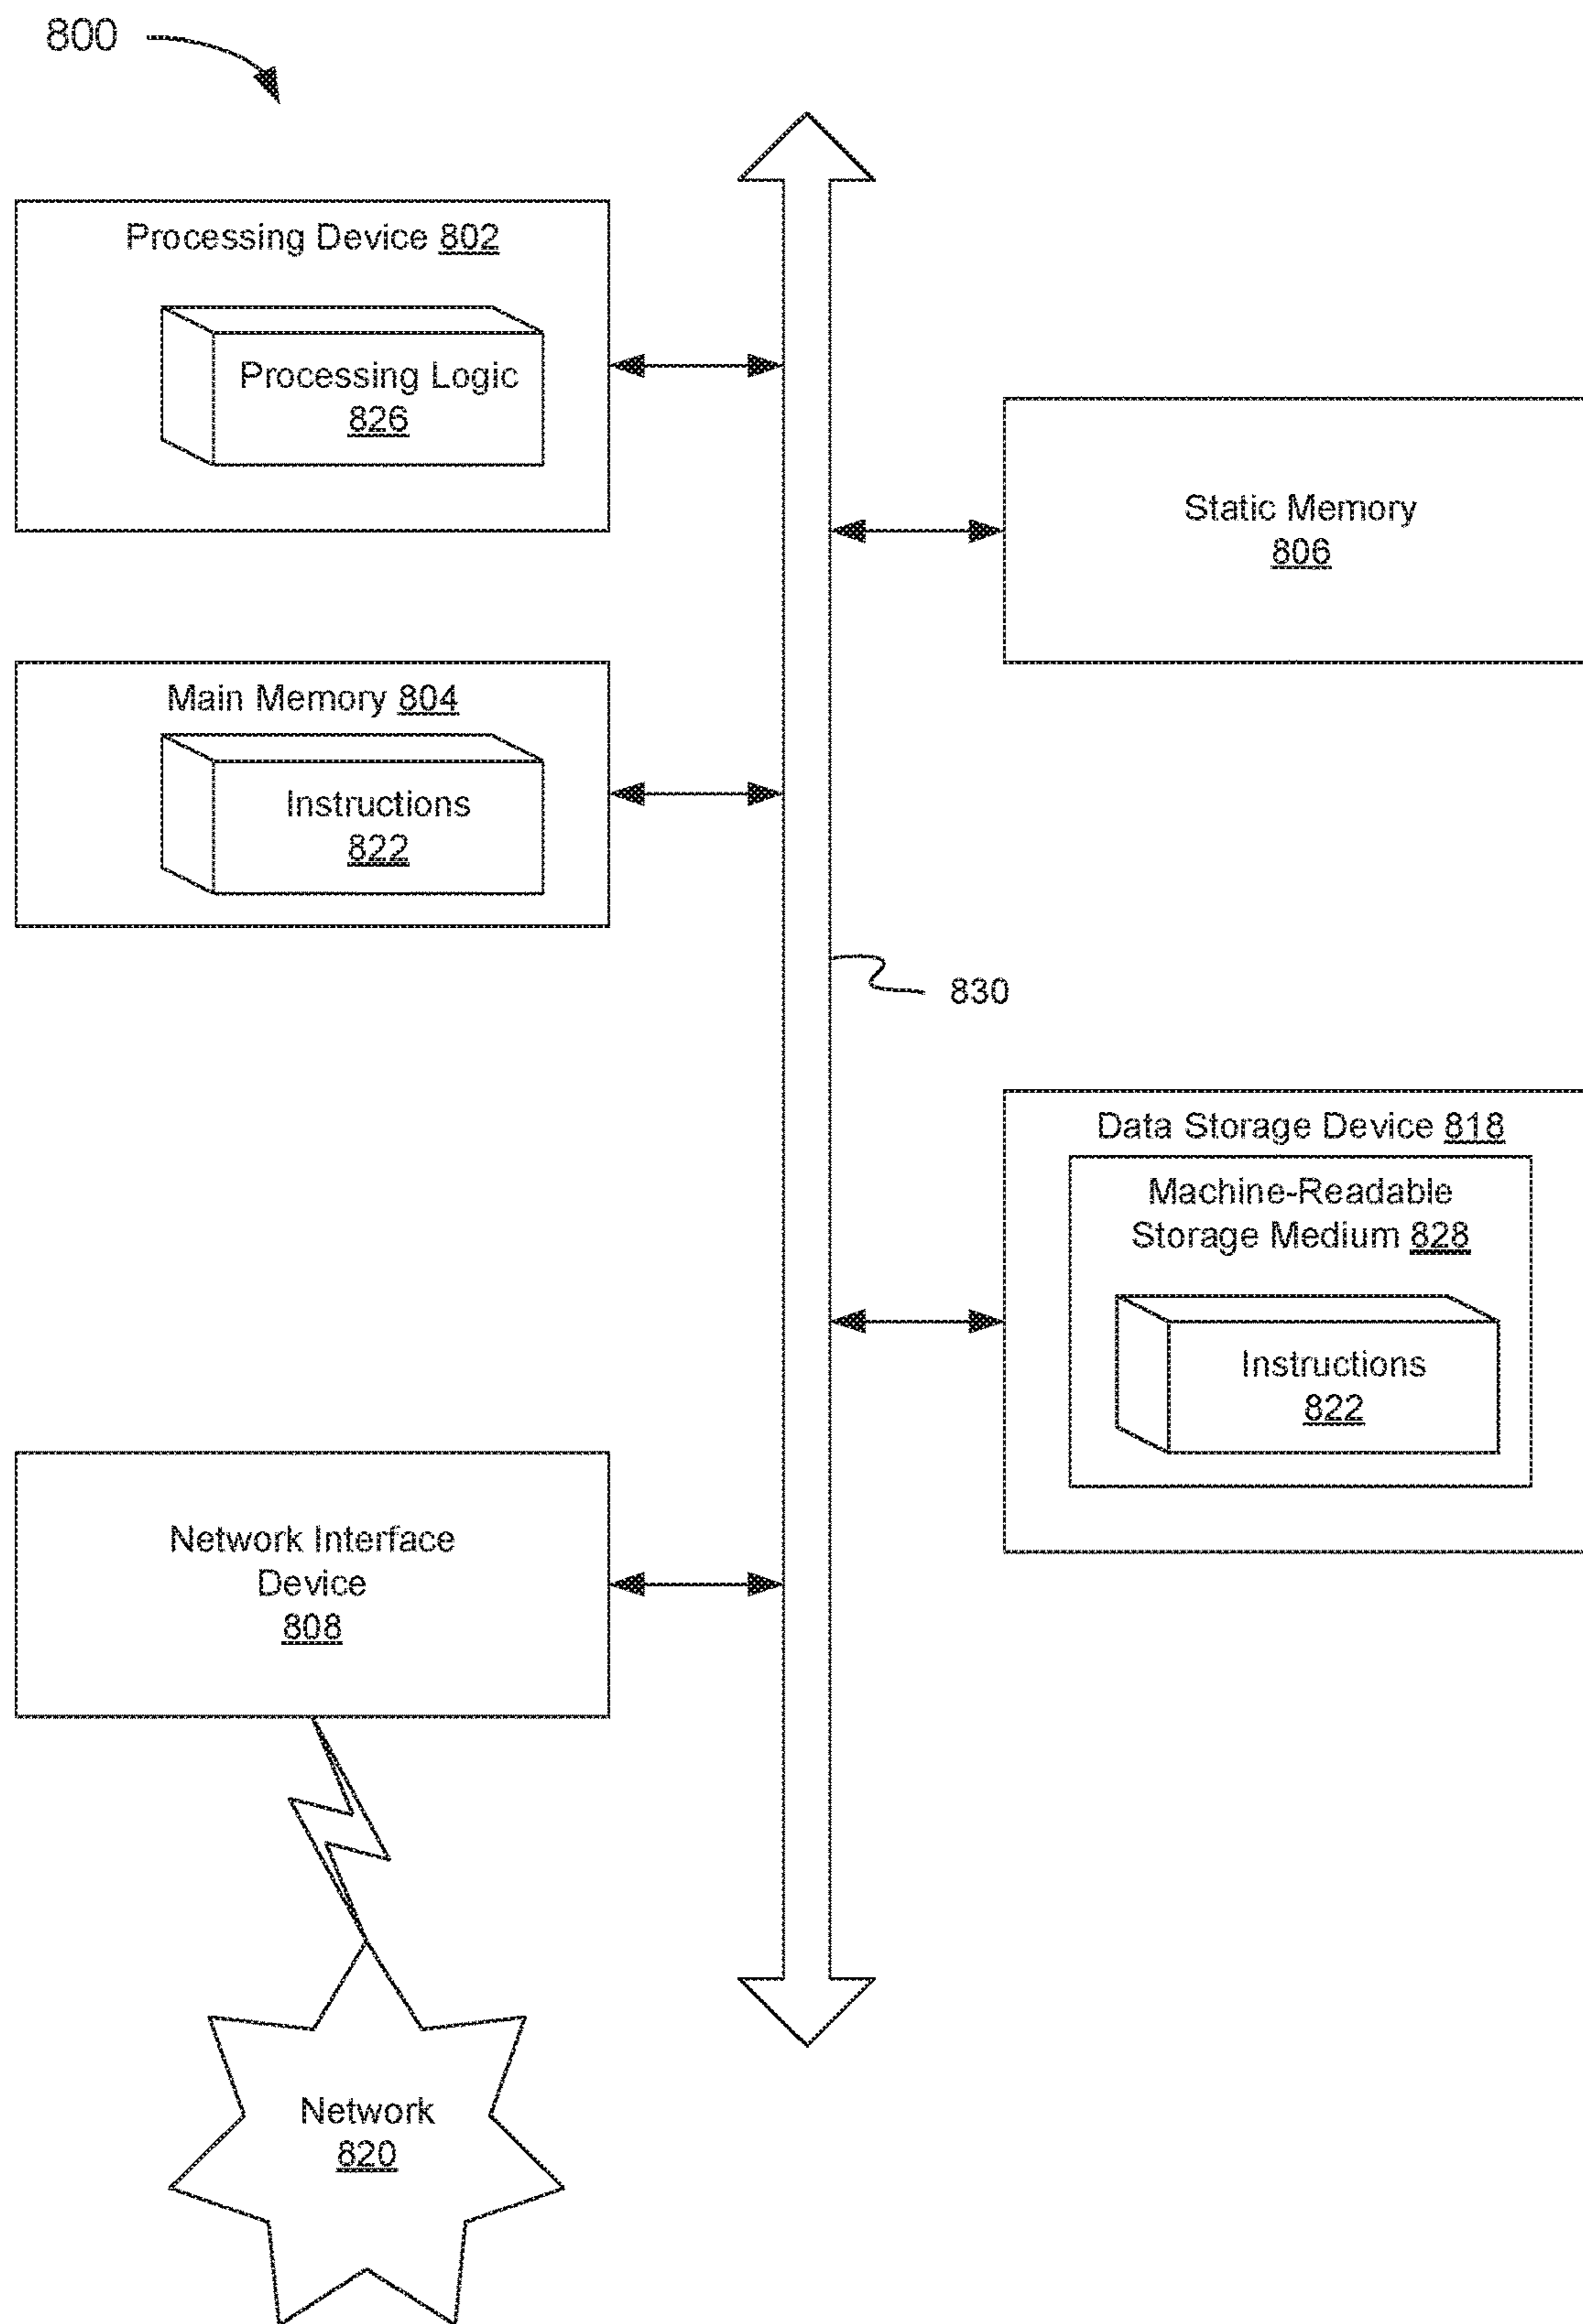 800
Processing Device 802
Processing Logic
826
Static Memory
806
Main Memory 804
Instructions
822
830
Data Storage Device 818
Machine-Readable
Storage Medium 828
Instructions
822
Network Interface
Device
808
Network
820